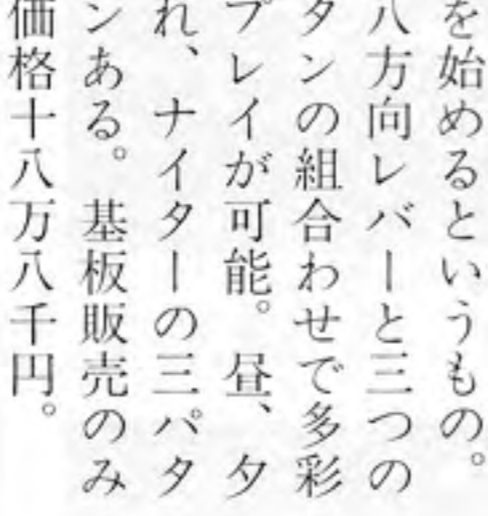 を始めるというもの。
八方向レバーと三つの
タンの組合わせで多彩
プレイが可能。昼、夕
れ、ナイターの三パタ
ンある。基板販売のみ
価格十八万八千円。